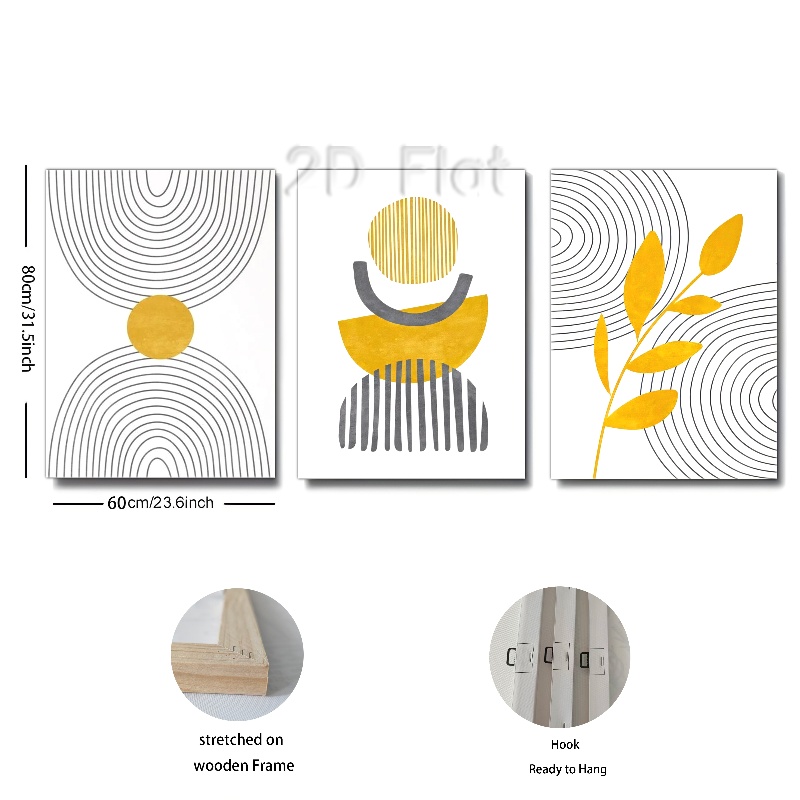 2D Flat
80cm/31.5inch
60cm/23.6inch
stretched on
wooden Frame
Hook
Ready to Hang